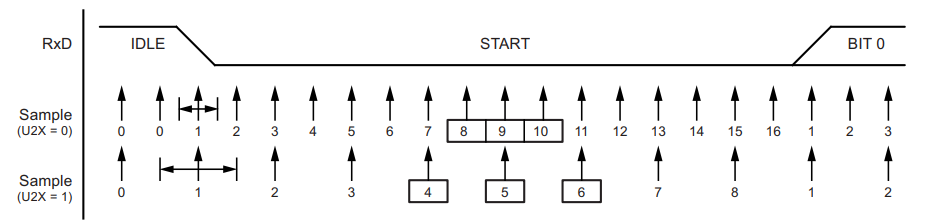 RxD IDLE START BIT 0
Sample
(U2X = 0)
0 0 1 2 3 4 5 6 7 8 9 10 11 12 13 14 15 16 1 2 3
Sample
(U2X = 1)
0 1 2 3 4 5 6 7 8 1 2